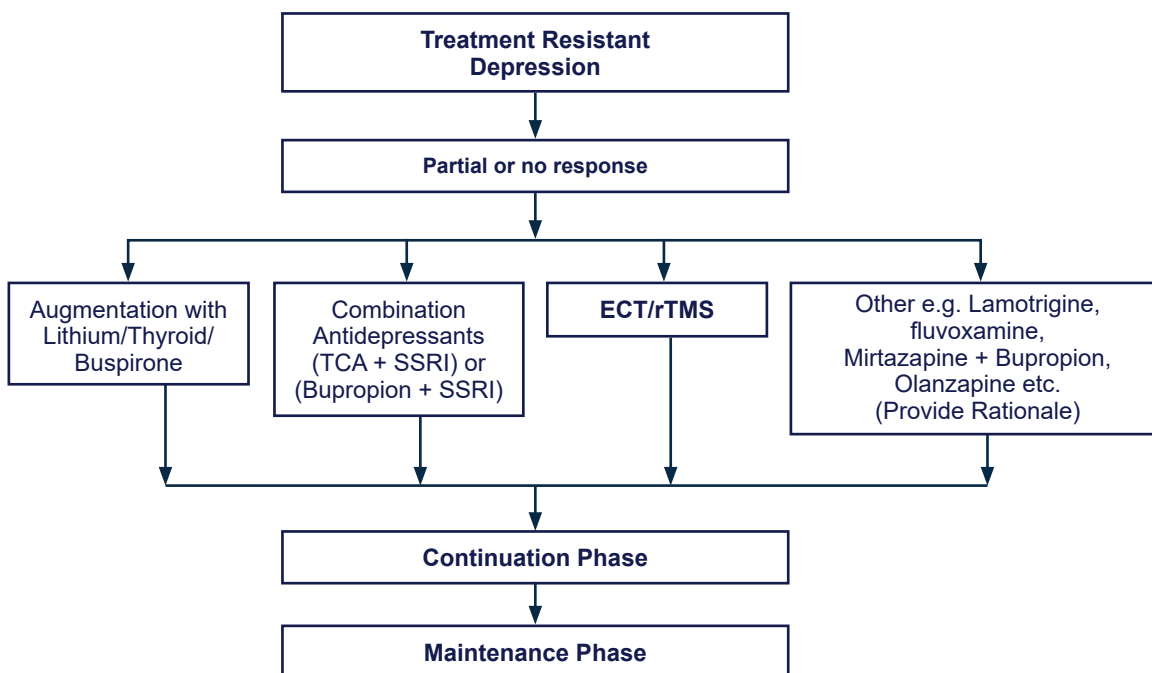 Treatment Resistant
Depression
Partial or no response
Augmentation with
Lithium/Thyroid/
Buspirone
Combination
Antidepressants
(TCA + SSRI) or
(Bupropion + SSRI)
ECT/rTMS
Other e.g. Lamotrigine,
fluvoxamine,
Mirtazapine + Bupropion,
Olanzapine etc.
(Provide Rationale)
Continuation Phase
Maintenance Phase